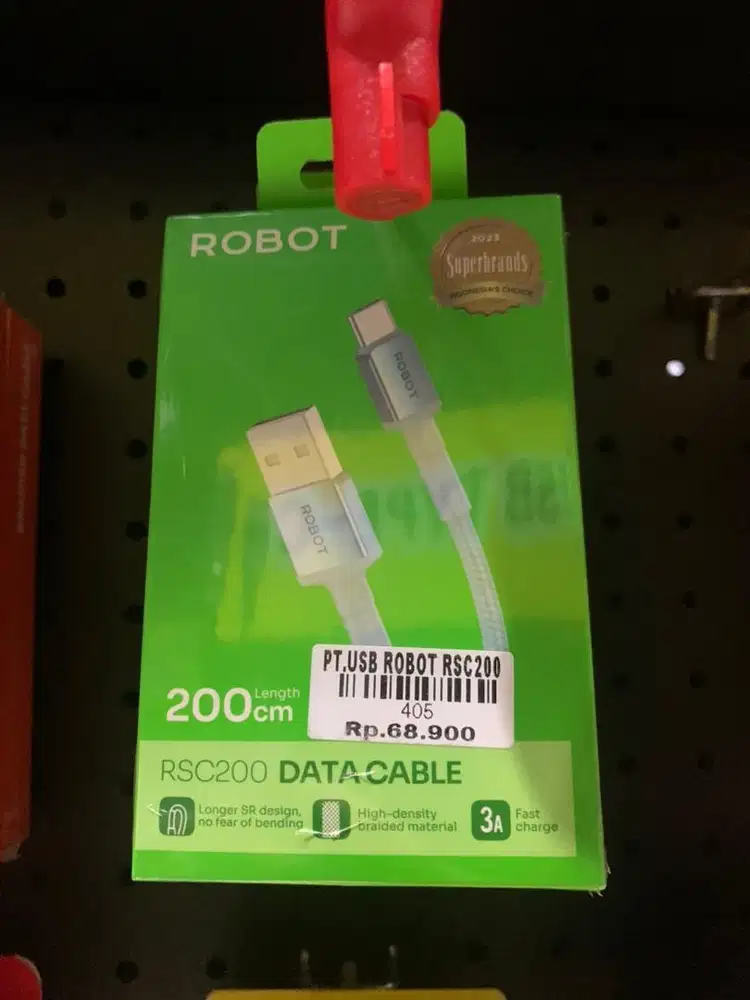 ROBOT
2023
Superbrands
INDONESIA'S CHOICE
ROBOT
ROBOT
PT.USB ROBOT RSC200
405
Rp.68.900
200cm
Length
RSC200 DATA CABLE
Longer SR design,
no fear of bending
High-density
braided material
3A
Fast
charge